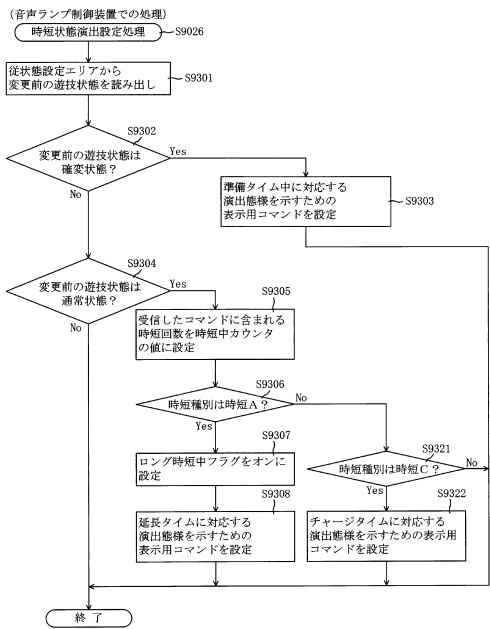 （音声ランプ制御装置での処理）
時短状態演出設定処理
S9026
従状態設定エリアから
変更前の遊技状態を読み出し
S9301
S9302
変更前の遊技状態は
確変状態？
Yes
No
準備タイム中に対応する
演出態様を示すための
表示用コマンドを設定
S9303
S9304
変更前の遊技状態は
通常状態？
Yes
No
S9305
受信したコマンドに含まれる
時短回数を時短中カウンタ
の値に設定
S9306
時短種別は時短A？
No
Yes
S9307
ロング時短中フラグをオンに
設定
S9321
時短種別は時短C？
No
Yes
S9308
延長タイムに対応する
演出態様を示すための
表示用コマンドを設定
S9322
チャージタイムに対応する
演出態様を示すための表示用
コマンドを設定
終了